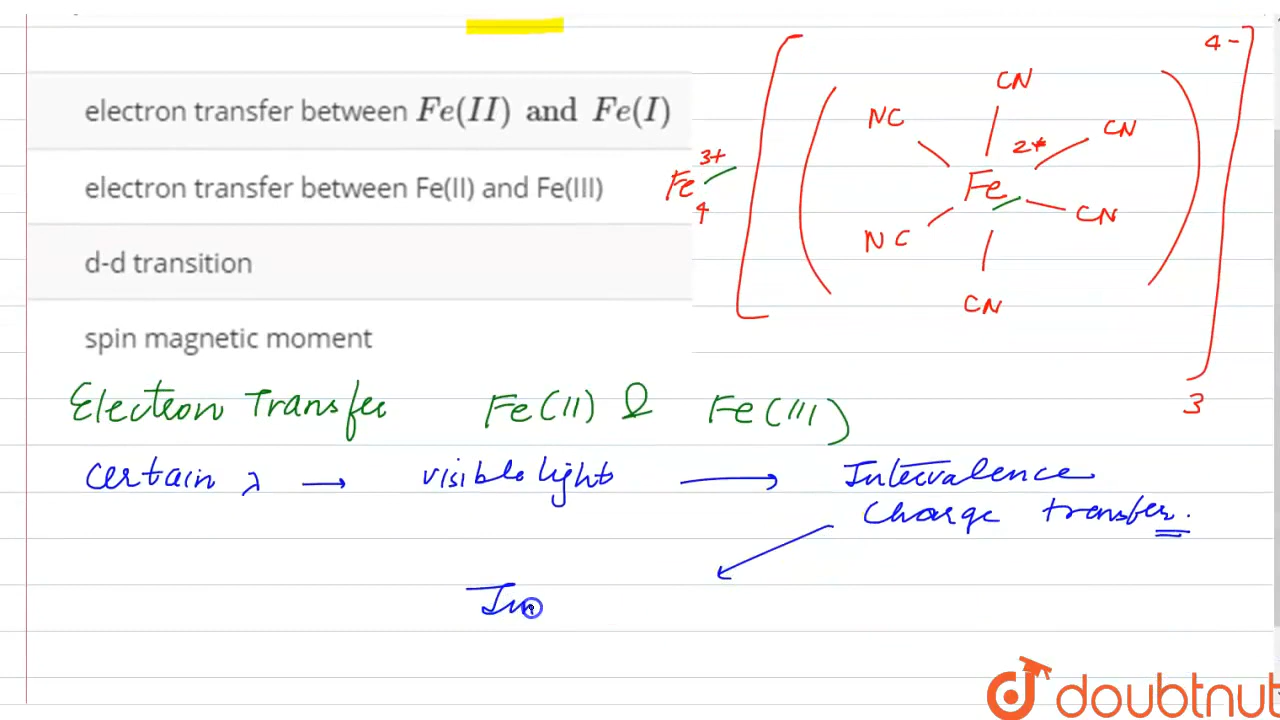 electron transfer between Fe(II) and Fe(I)
electron transfer between Fe(II) and Fe(III)
d-d transition
spin magnetic moment
4-
CN
NC
CN
3+
2+
Fe
Fe
4
CN
NC
CN
3
Electron Transfer Fe(II) & Fe(III)
certain λ → visible light → Intervalence
charge transfer.
doubtnut